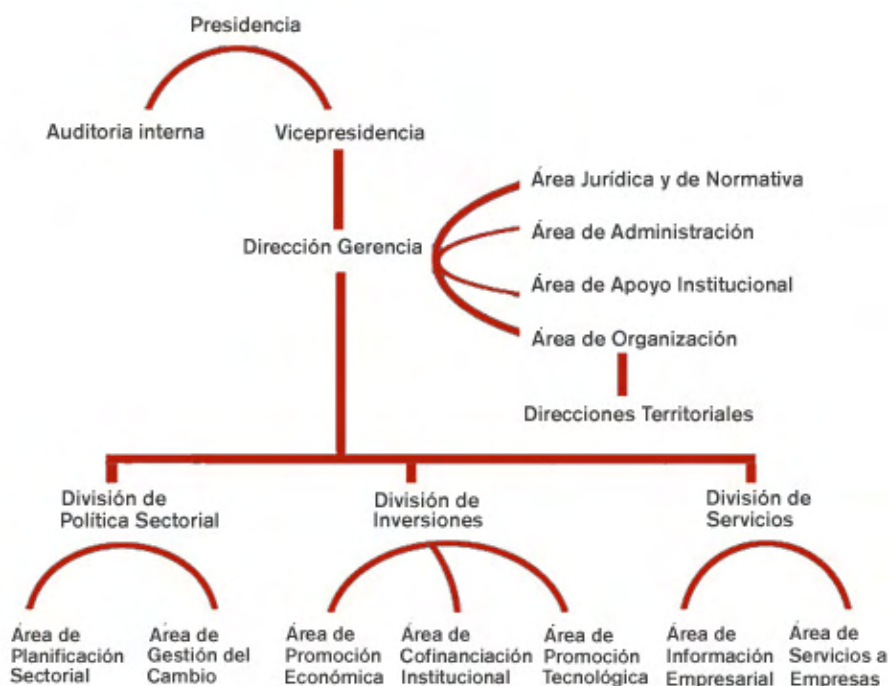 Presidencia
Auditoria interna
Vicepresidencia
Área Jurídica y de Normativa
Área de Administración
Dirección Gerencia
Área de Apoyo Institucional
Área de Organización
Direcciones Territoriales
División de
Política Sectorial
División de
Inversiones
División de
Servicios
Área de
Planificación
Sectorial
Área de
Gestión del
Cambio
Área de
Promoción
Económica
Área de
Cofinanciación
Institucional
Área de
Promoción
Tecnológica
Área de
Información
Empresarial
Área de
Servicios a
Empresas